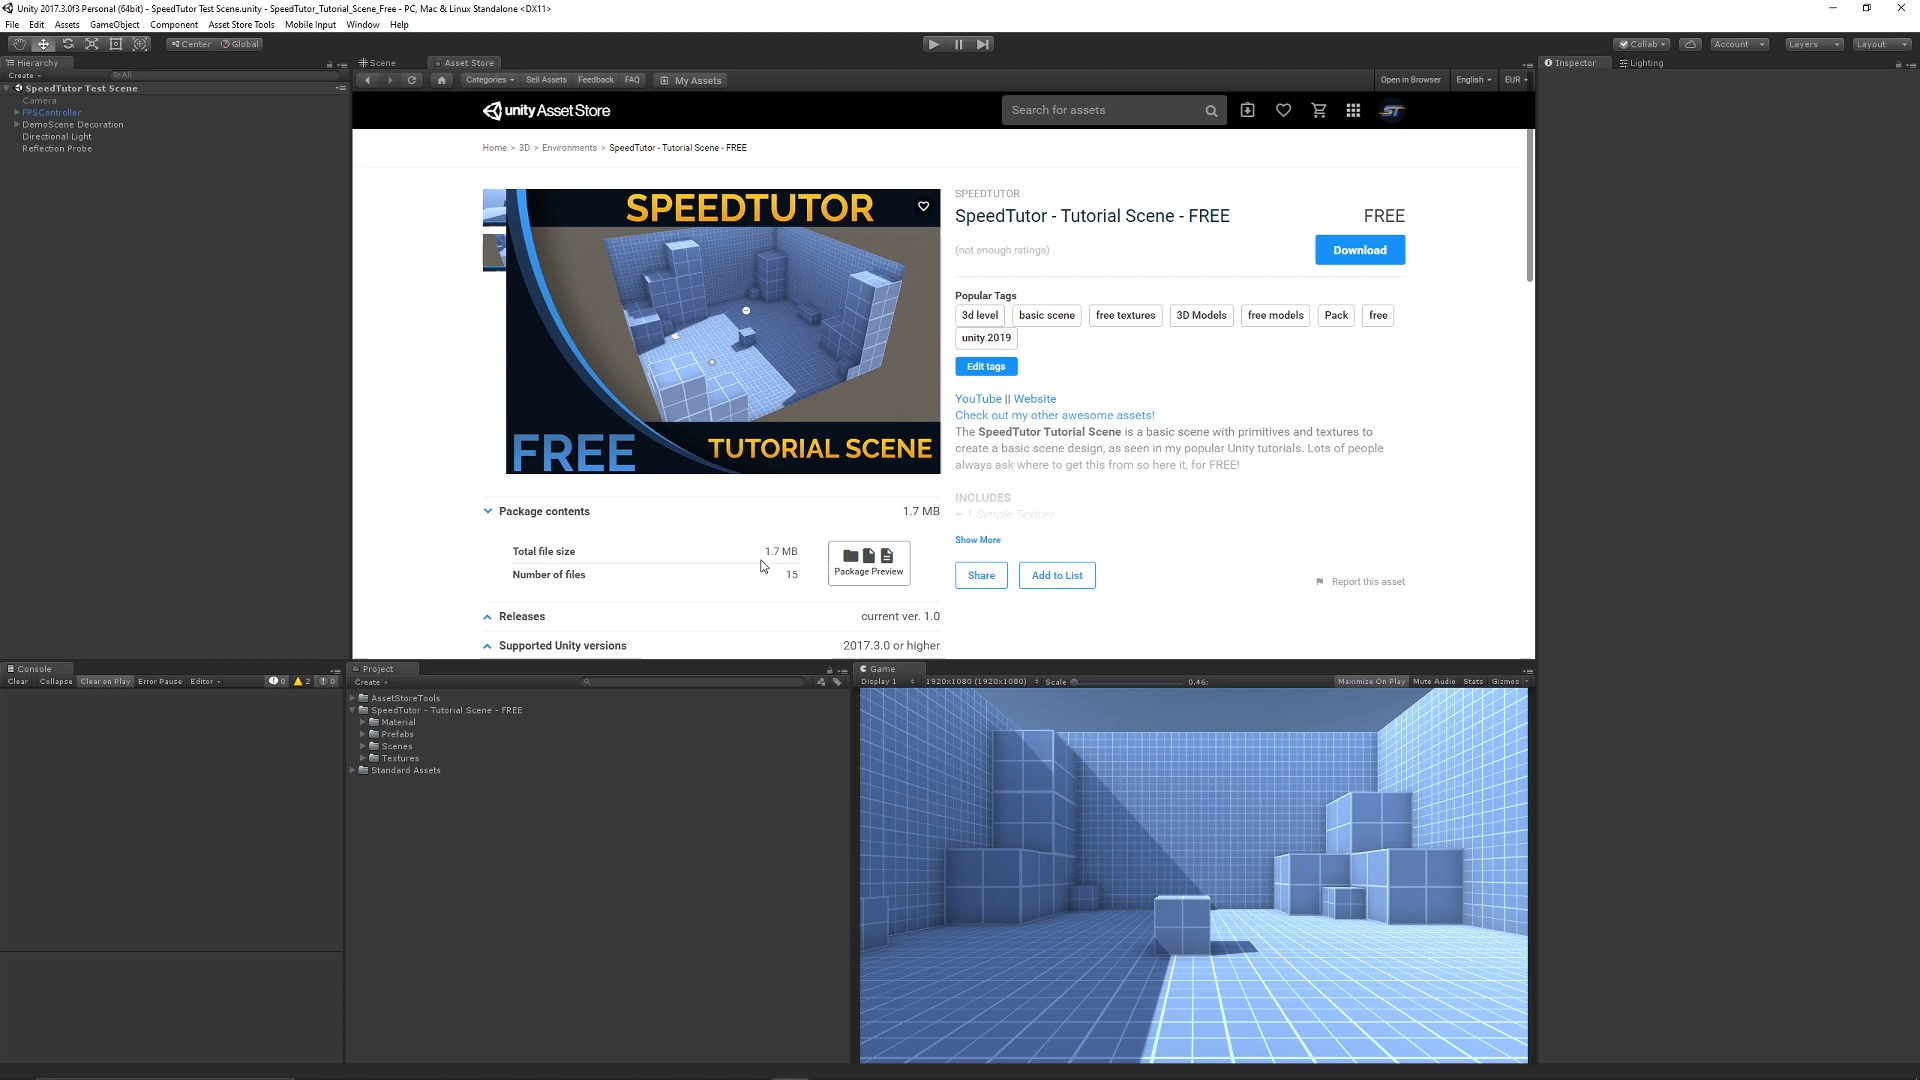 Unity 2017.3.0f3 Personal (64bit) - SpeedTutor Test Scene.unity - SpeedTutor_Tutorial_Scene_Free - PC, Mac & Linux Standalone <DX11>
File Edit Assets GameObject Component Asset Store Tools Mobile Input Window Help
Center Global
Collab Account Layers Layout
Hierarchy
Create All
SpeedTutor Test Scene
Camera
FPSController
DemoScene Decoration
Directional Light
Reflection Probe
Scene Asset Store
Categories Sell Assets Feedback FAQ My Assets Open in Browser English EUR
unity Asset Store Search for assets ST
Home > 3D > Environments > SpeedTutor - Tutorial Scene - FREE
SPEEDTUTOR
FREE
TUTORIAL SCENE
SPEEDTUTOR
SpeedTutor - Tutorial Scene - FREE FREE
(not enough ratings) Download
Popular Tags
3d level basic scene free textures 3D Models free models Pack free
unity 2019
Edit tags
YouTube || Website
Check out my other awesome assets!
The SpeedTutor Tutorial Scene is a basic scene with primitives and textures to
create a basic scene design, as seen in my popular Unity tutorials. Lots of people
always ask where to get this from so here it, for FREE!
INCLUDES
1 Simple Texture
Show More
Share Add to List Report this asset
Package contents 1.7 MB
Total file size 1.7 MB
Number of files 15
Package Preview
Releases current ver. 1.0
Supported Unity versions 2017.3.0 or higher
Inspector Lighting
Console
Clear Collapse Clear on Play Error Pause Editor 0 2 0
Project
Create
AssetStoreTools
SpeedTutor - Tutorial Scene - FREE
Material
Prefabs
Scenes
Textures
Standard Assets
Game
Display 1 1920x1080 (1920x1080) Scale 0.46: Maximize On Play Mute Audio Stats Gizmos